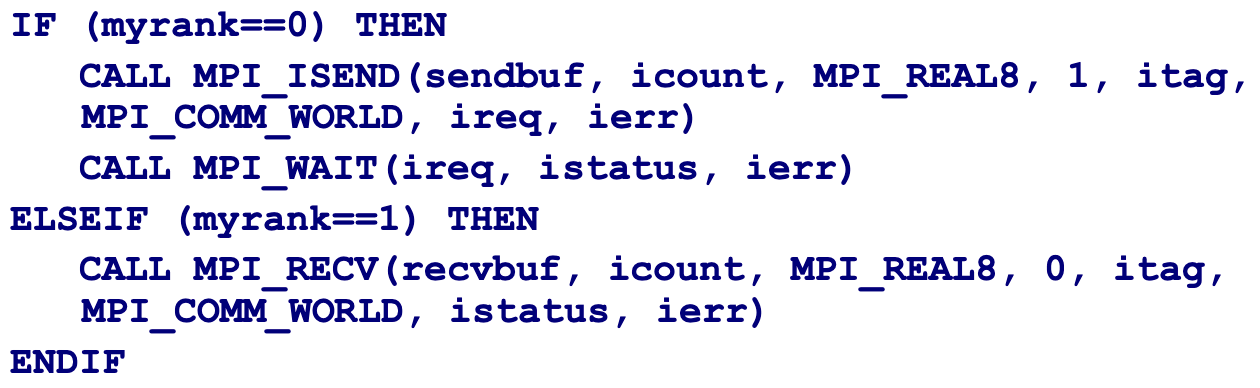 IF (myrank==0) THEN
CALL MPI_ISEND(sendbuf, icount, MPI_REAL8, 1, itag,
MPI_COMM_WORLD, ireq, ierr)
CALL MPI_WAIT(ireq, istatus, ierr)
ELSEIF (myrank==1) THEN
CALL MPI_RECV(recvbuf, icount, MPI_REAL8, 0, itag,
MPI_COMM_WORLD, istatus, ierr)
ENDIF